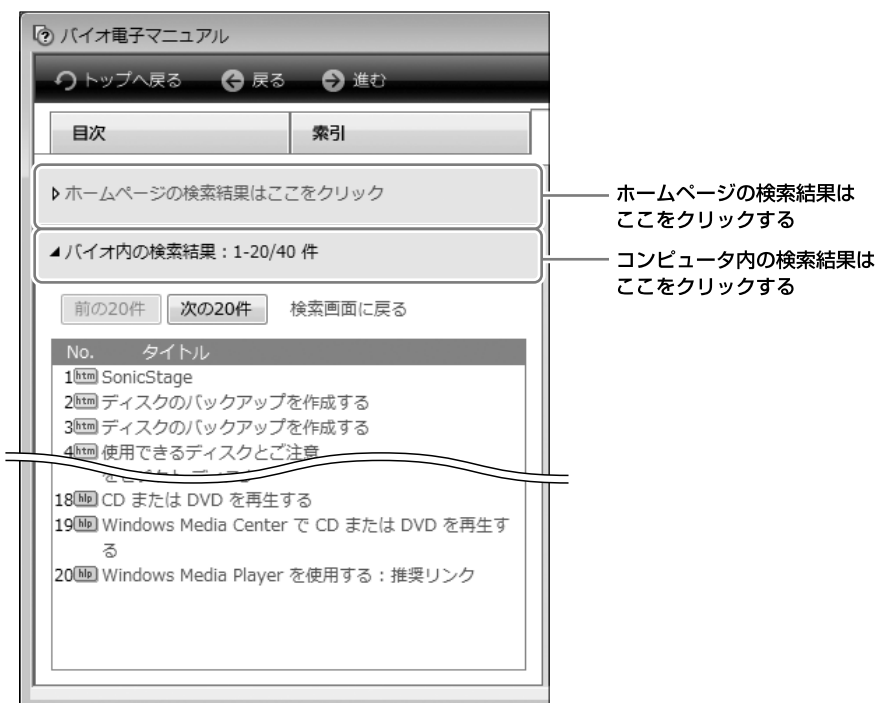 バイオ電子マニュアル
トップへ戻る 戻る 進む
目次 索引
ホームページの検索結果はここをクリック
バイオ内の検索結果：1-20/40 件
前の20件 次の20件 検索画面に戻る
No. タイトル
1 htm SonicStage
2 htm ディスクのバックアップを作成する
3 htm ディスクのバックアップを作成する
4 htm 使用できるディスクとご注意
18 hlp CD または DVD を再生する
19 hlp Windows Media Center で CD または DVD を再生す
る
20 hlp Windows Media Player を使用する：推奨リンク
ホームページの検索結果は
ここをクリックする
コンピュータ内の検索結果は
ここをクリックする